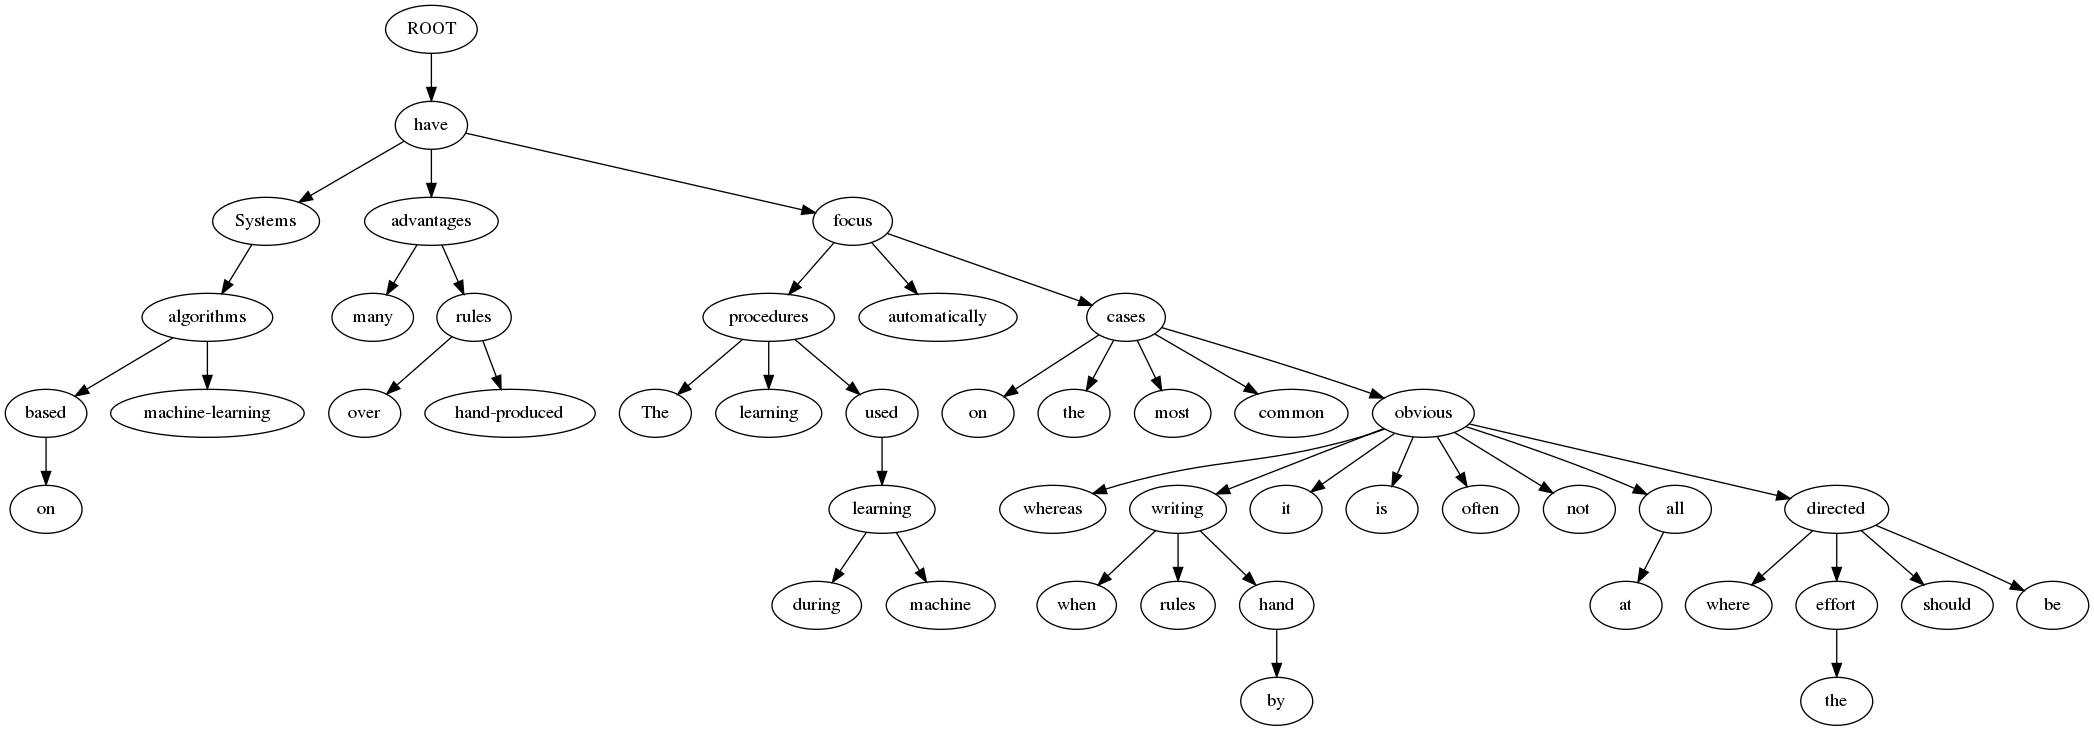 ROOT
have
Systems advantages focus
algorithms many rules procedures automatically cases
based machine-learning over hand-produced The learning used on the most common obvious
on learning whereas writing it is often not all directed
during machine when rules hand at where effort should be
by the